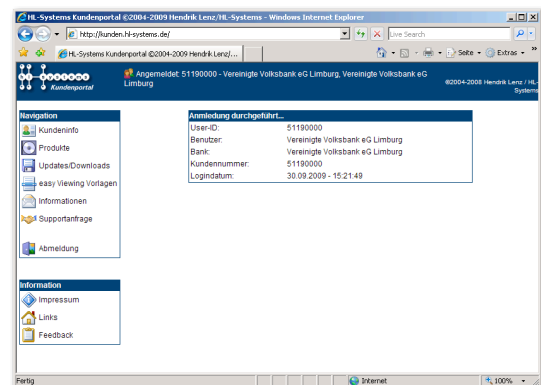 HL-Systems Kundenportal ©2004-2009 Hendrik Lenz/HL-Systems - Windows Internet Explorer
http://kunden.hl-systems.de/
Live Search
HL-Systems Kundenportal ©2004-2009 Hendrik Lenz/...
Seite
Extras
»
HL-Systems
Kundenportal
Angemeldet: 51190000 - Vereinigte Volksbank eG Limburg, Vereinigte Volksbank eG
Limburg
©2004-2008 Hendrik Lenz / HL-
Systems
Navigation
Kundeninfo
Produkte
Updates/Downloads
easy Viewing Vorlagen
Informationen
Supportanfrage
Abmeldung
Information
Impressum
Links
Feedback
Anmledung durchgeführt...
User-ID: 51190000
Benutzer: Vereinigte Volksbank eG Limburg
Bank: Vereinigte Volksbank eG Limburg
Kundennummer: 51190000
Logindatum: 30.09.2009 - 15:21:49
Fertig
Internet
100%